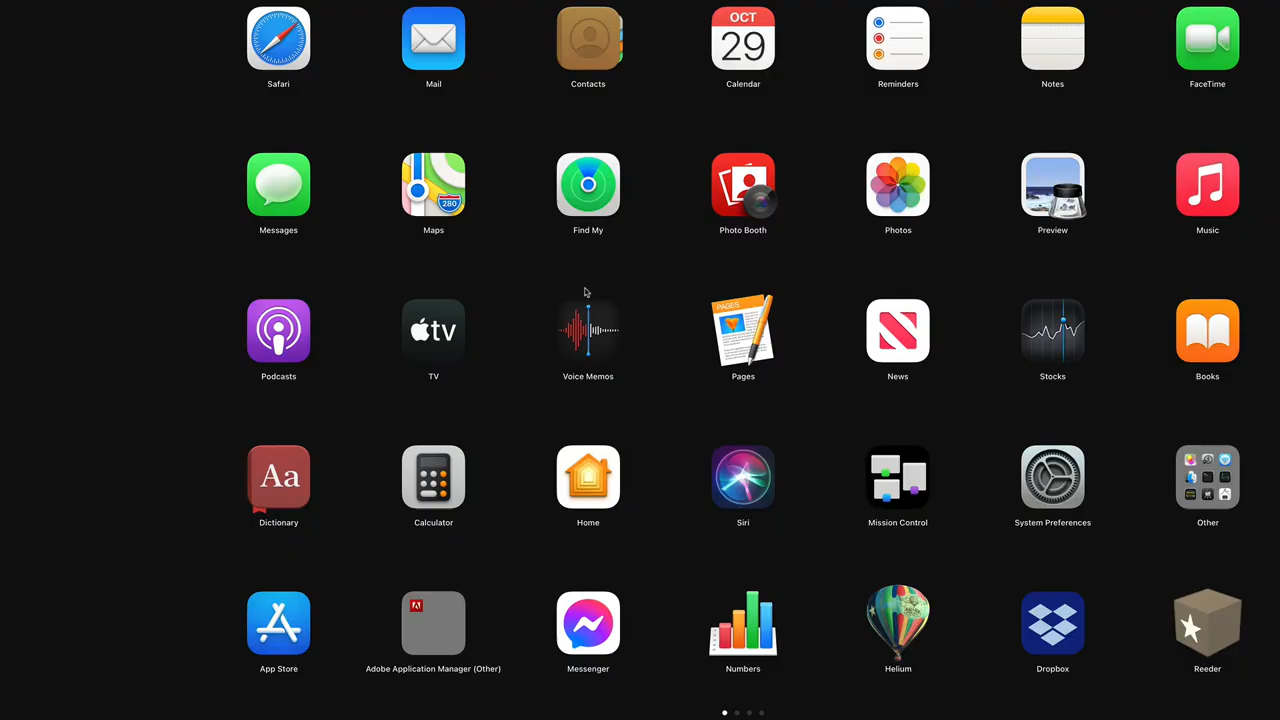 OCT
29
Safari
Mail
Contacts
Calendar
Reminders
Notes
FaceTime
280
Messages
Maps
Find My
Photo Booth
Photos
Preview
Music
tv
PAGES
Podcasts
TV
Voice Memos
Pages
News
Stocks
Books
Aa
Dictionary
Calculator
Home
Siri
Mission Control
System Preferences
Other
App Store
Adobe Application Manager (Other)
Messenger
Numbers
Helium
Dropbox
Reeder